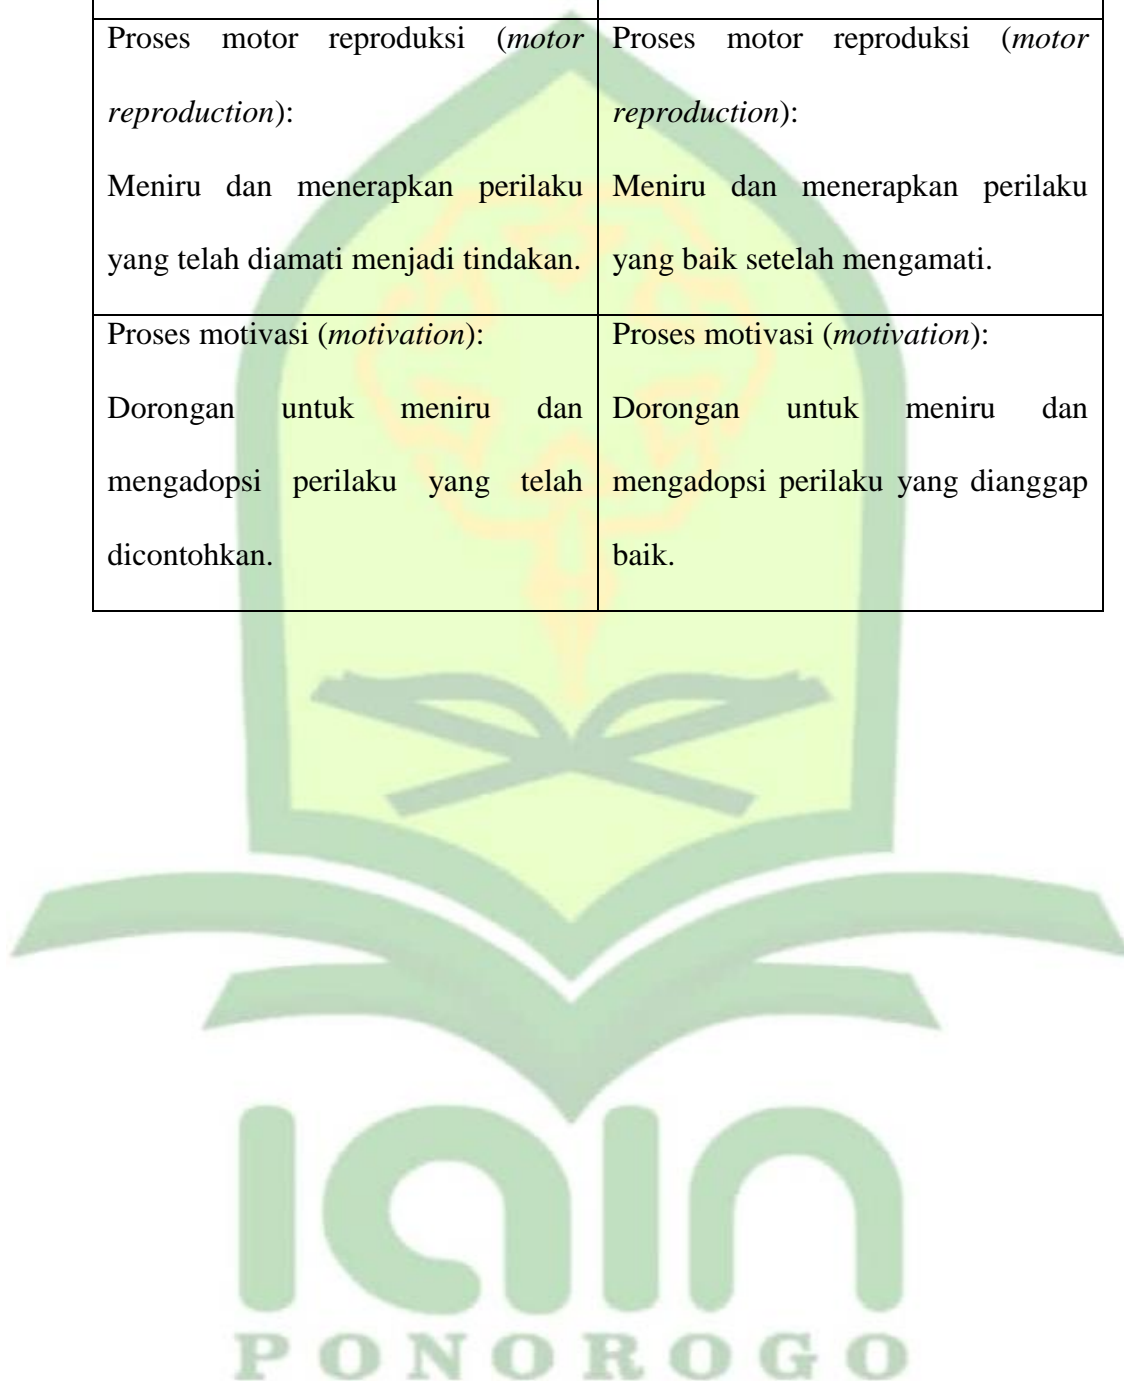 Proses motor reproduksi (motor
reproduction):
Meniru dan menerapkan perilaku
yang telah diamati menjadi tindakan.
Proses motor reproduksi (motor
reproduction):
Meniru dan menerapkan perilaku
yang baik setelah mengamati.
Proses motivasi (motivation):
Dorongan untuk meniru dan
mengadopsi perilaku yang telah
dicontohkan.
Proses motivasi (motivation):
Dorongan untuk meniru dan
mengadopsi perilaku yang dianggap
baik.
iain
PONOROGO